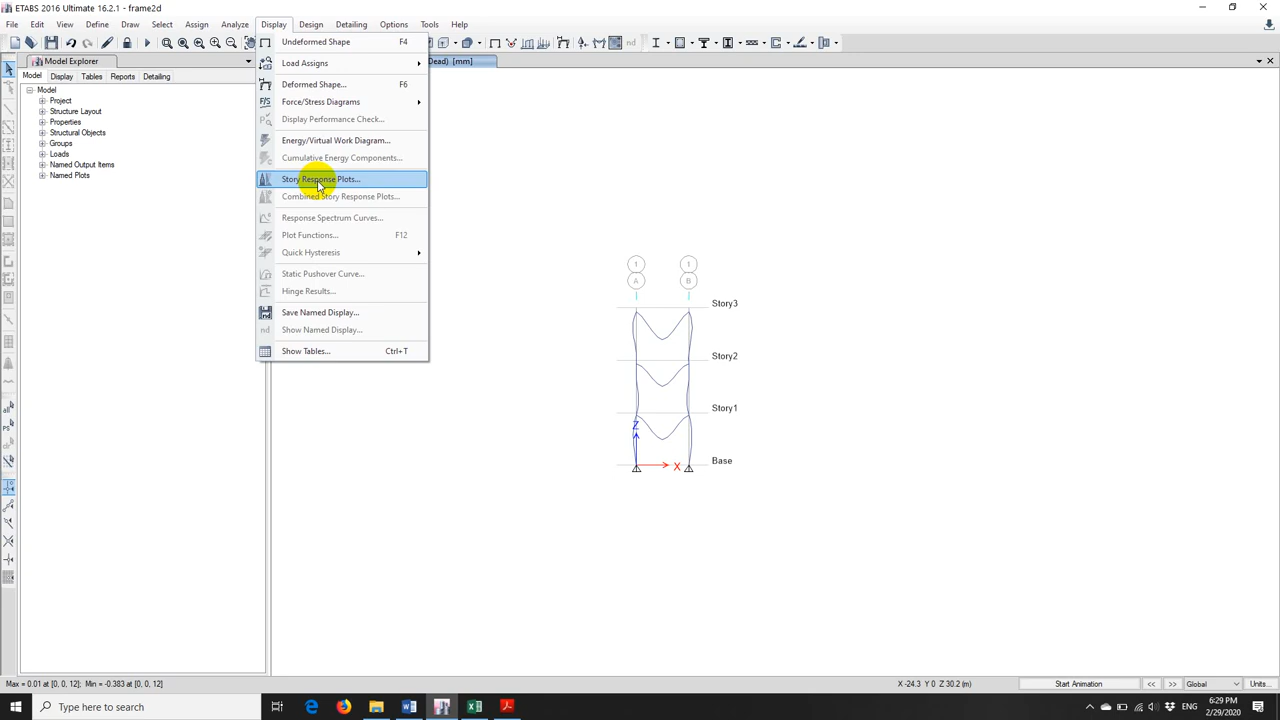 ETABS 2016 Ultimate 16.2.1 - frame2d
File Edit View Define Draw Select Assign Analyze Display Design Detailing Options Tools Help
nd
Model Explorer
Dead) [mm]
Model Display Tables Reports Detailing
Model
Project
Structure Layout
Properties
Structural Objects
Groups
Loads
Named Output Items
Named Plots
Undeformed Shape F4
Load Assigns
Deformed Shape... F6
Force/Stress Diagrams
Display Performance Check...
Energy/Virtual Work Diagram...
Cumulative Energy Components...
Story Response Plots...
Combined Story Response Plots...
Response Spectrum Curves...
Plot Functions... F12
Quick Hysteresis
Static Pushover Curve...
Hinge Results...
Save Named Display...
nd Show Named Display...
Show Tables... Ctrl+T
1 1
A B
Story3
Story2
Story1
Z
Base
X
all
PS
Max = 0.01 at [0, 0, 12]; Min = -0.383 at [0, 0, 12]
X -24.3 Y 0 Z 30.2 (m)
Start Animation
<< >>
Global
Units...
Type here to search
ENG
6:29 PM
2/29/2020